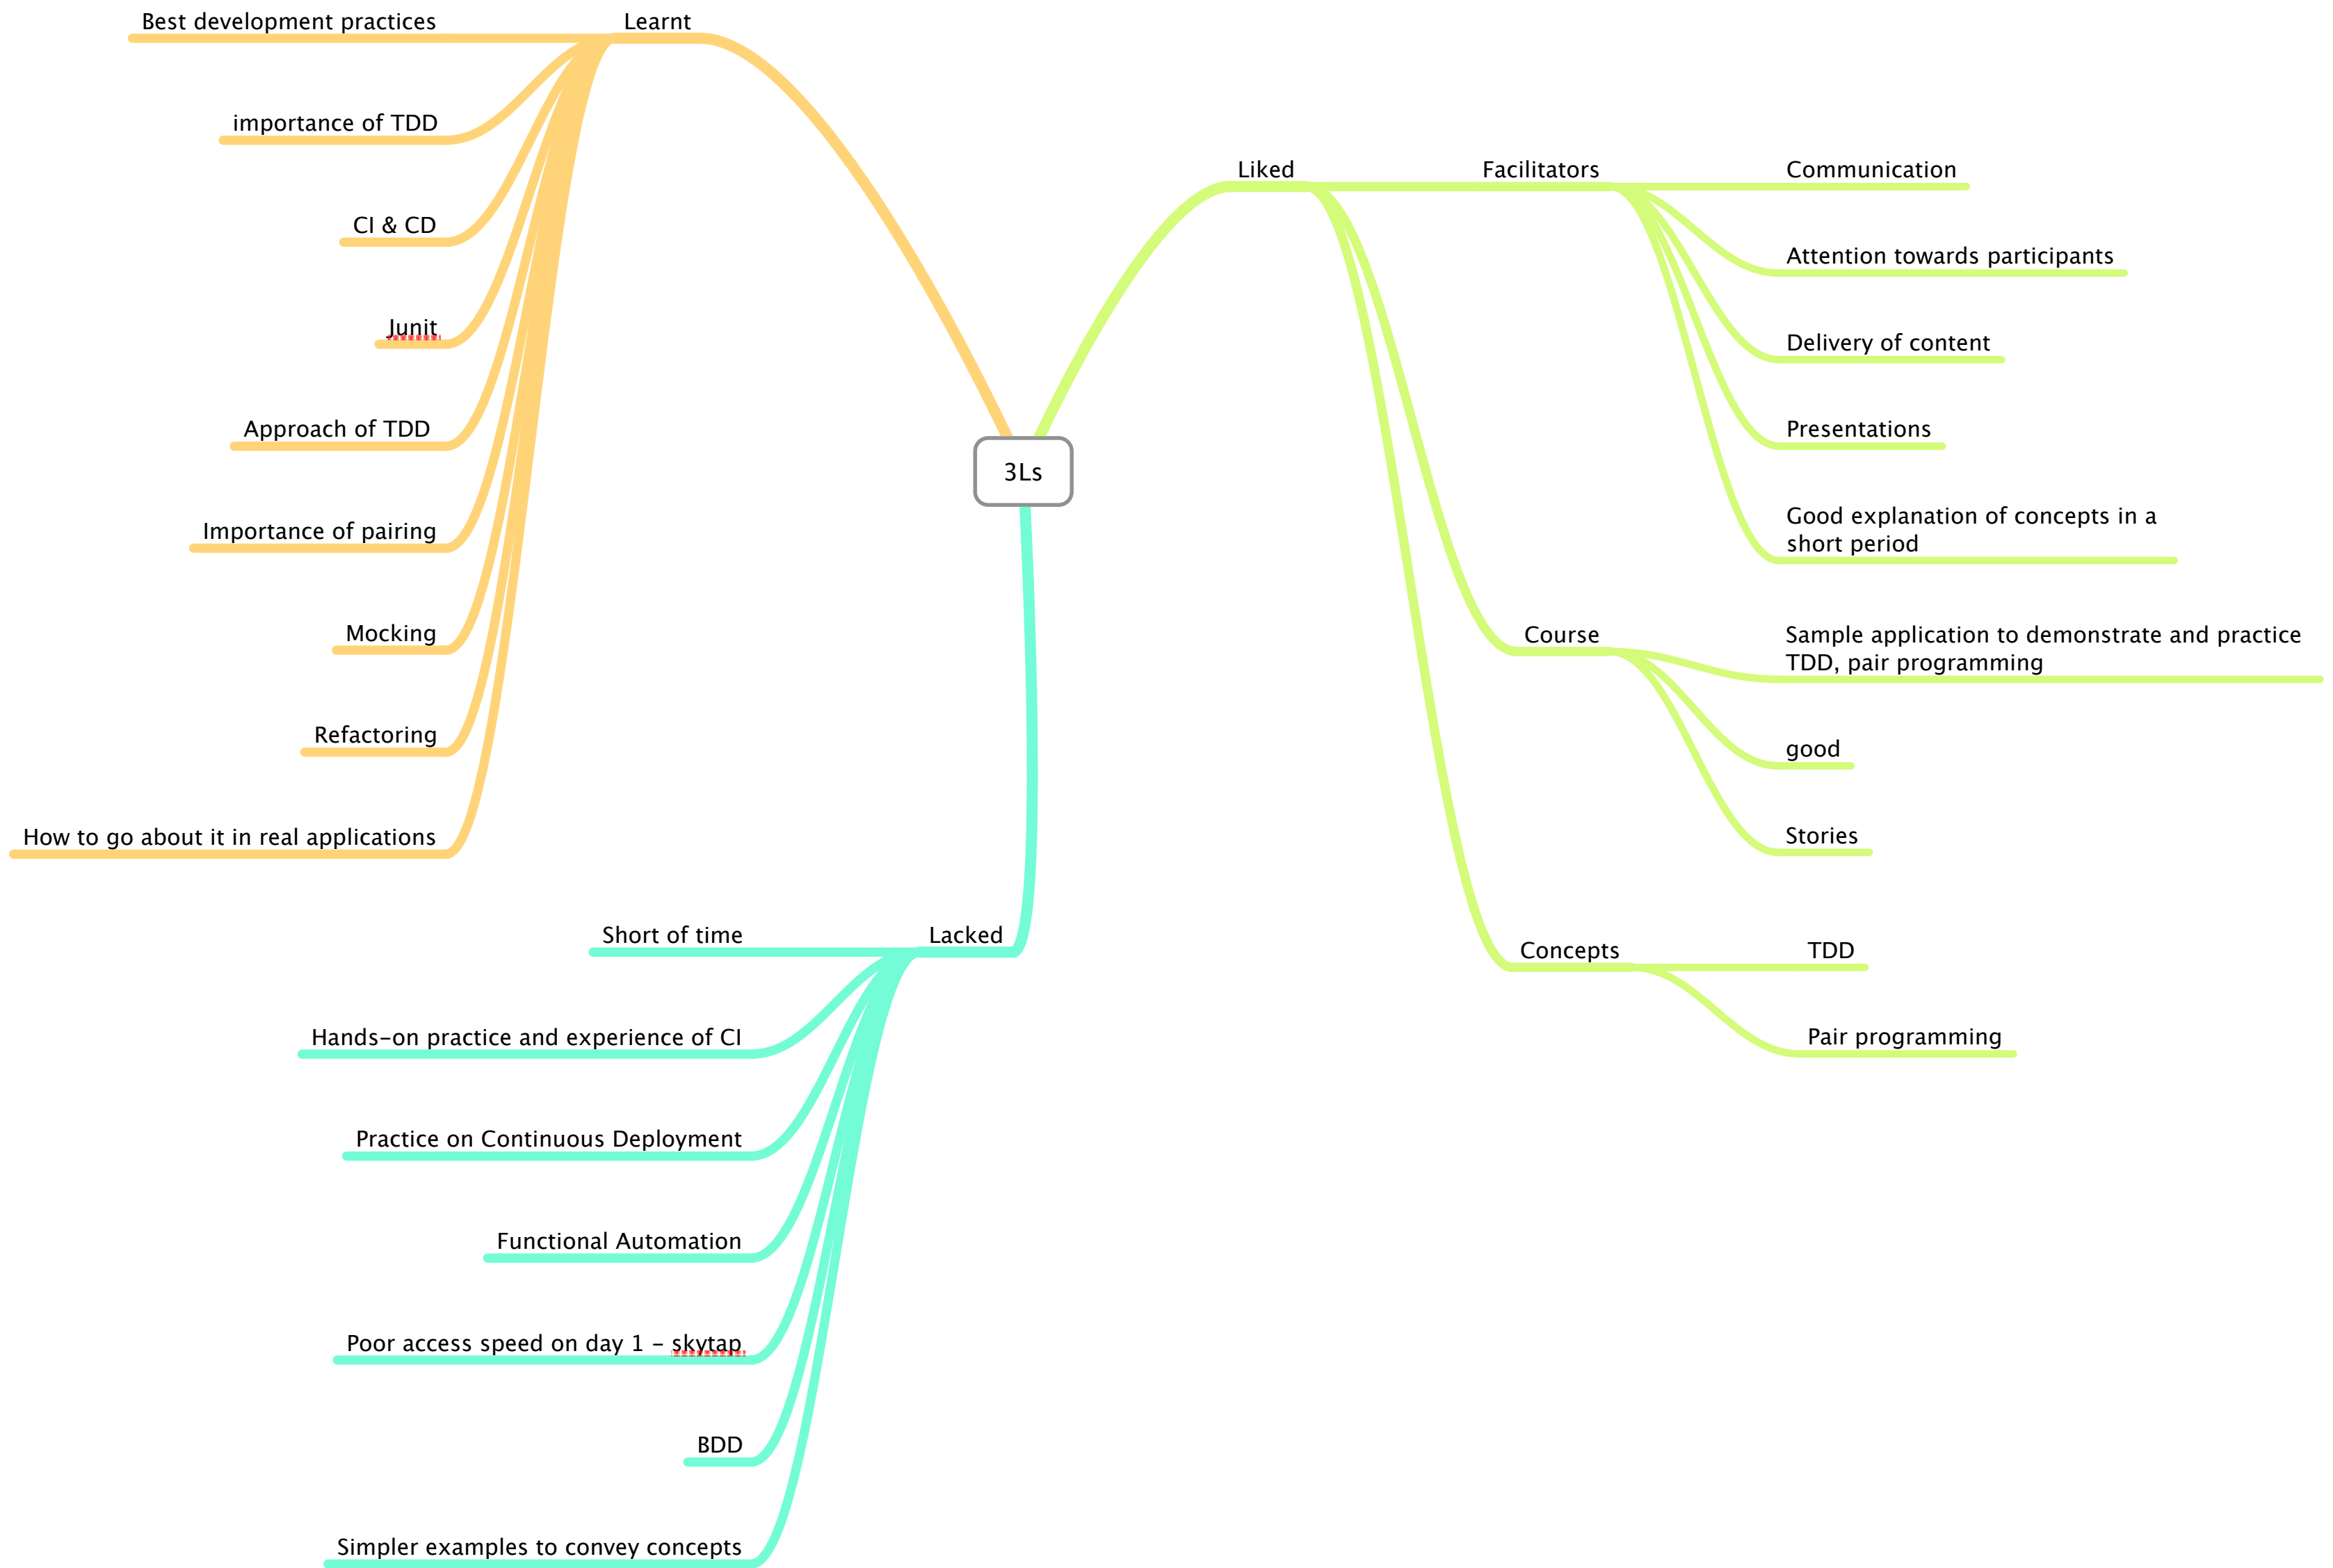 3Ls
Learnt
Best development practices
importance of TDD
CI & CD
Junit
Approach of TDD
Importance of pairing
Mocking
Refactoring
How to go about it in real applications
Liked
Facilitators
Communication
Attention towards participants
Delivery of content
Presentations
Good explanation of concepts in a
short period
Course
Sample application to demonstrate and practice
TDD, pair programming
good
Stories
Concepts
TDD
Pair programming
Lacked
Short of time
Hands-on practice and experience of CI
Practice on Continuous Deployment
Functional Automation
Poor access speed on day 1 - skytap
BDD
Simpler examples to convey concepts